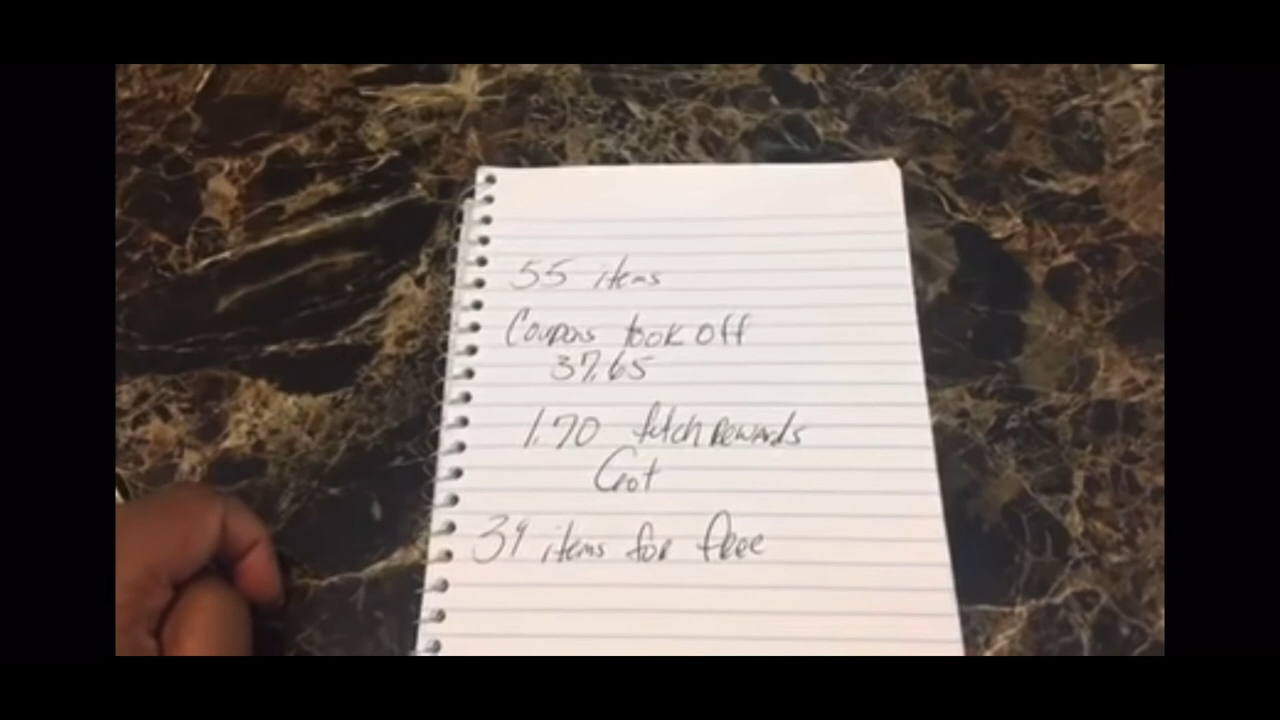 55 items
Coupons took off
37.65
1.70 fetch Rewards
Got
39 items for free